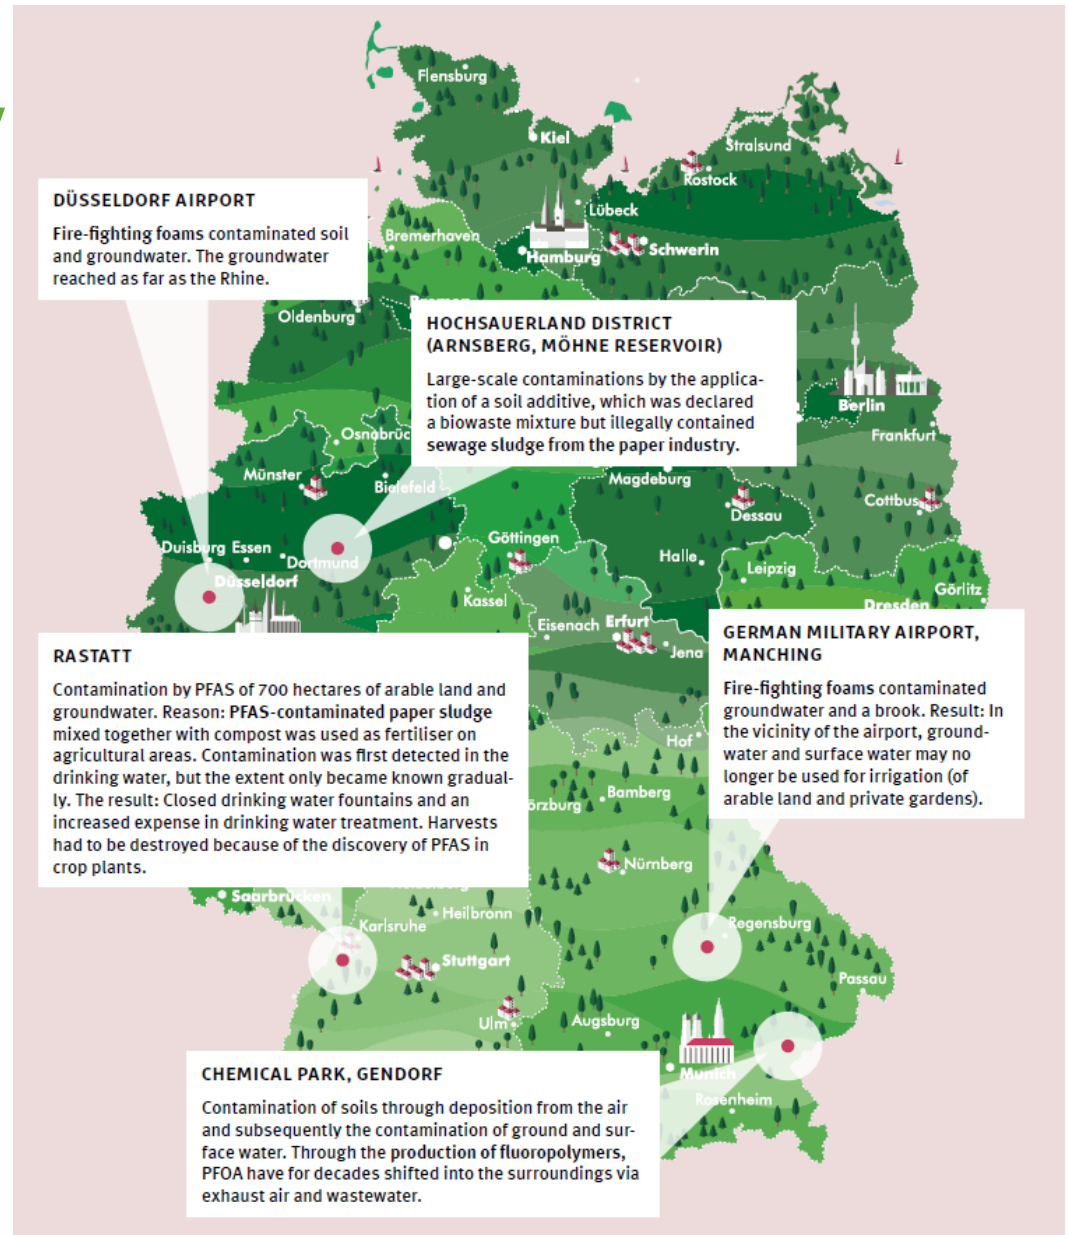 Flensburg
Kiel
Stralsund
Rostock
Lübeck
DÜSSELDORF AIRPORT
Fire-fighting foams contaminated soil
and groundwater. The groundwater
reached as far as the Rhine.
Bremerhaven
Hamburg
Schwerin
Oldenburg
HOCHSAUERLAND DISTRICT
(ARNSBERG, MÖHNE RESERVOIR)
Large-scale contaminations by the applica-
tion of a soil additive, which was declared
a biowaste mixture but illegally contained
sewage sludge from the paper industry.
Berlin
Frankfurt
Osnabrüc
Münster
Bielefeld
Magdeburg
Cottbus
Dessau
Duisburg Essen
Dortmund
Göttingen
Halle
Leipzig
Düsseldorf
Kassel
Görlitz
Dresden
Eisenach Erfurt
Jena
RASTATT
Contamination by PFAS of 700 hectares of arable land and
groundwater. Reason: PFAS-contaminated paper sludge
mixed together with compost was used as fertiliser on
agricultural areas. Contamination was first detected in the
drinking water, but the extent only became known gradual-
ly. The result: Closed drinking water fountains and an
increased expense in drinking water treatment. Harvests
had to be destroyed because of the discovery of PFAS in
crop plants.
GERMAN MILITARY AIRPORT,
MANCHING
Fire-fighting foams contaminated
groundwater and a brook. Result: In
the vicinity of the airport, ground-
water and surface water may no
longer be used for irrigation (of
arable land and private gardens).
Hof
Bamberg
örzburg
Nürnberg
Saarbrücken
Heilbronn
Karlsruhe
Regensburg
Stuttgart
Passau
Ulm
Augsburg
Munich
Rosenheim
CHEMICAL PARK, GENDORF
Contamination of soils through deposition from the air
and subsequently the contamination of ground and sur-
face water. Through the production of fluoropolymers,
PFOA have for decades shifted into the surroundings via
exhaust air and wastewater.